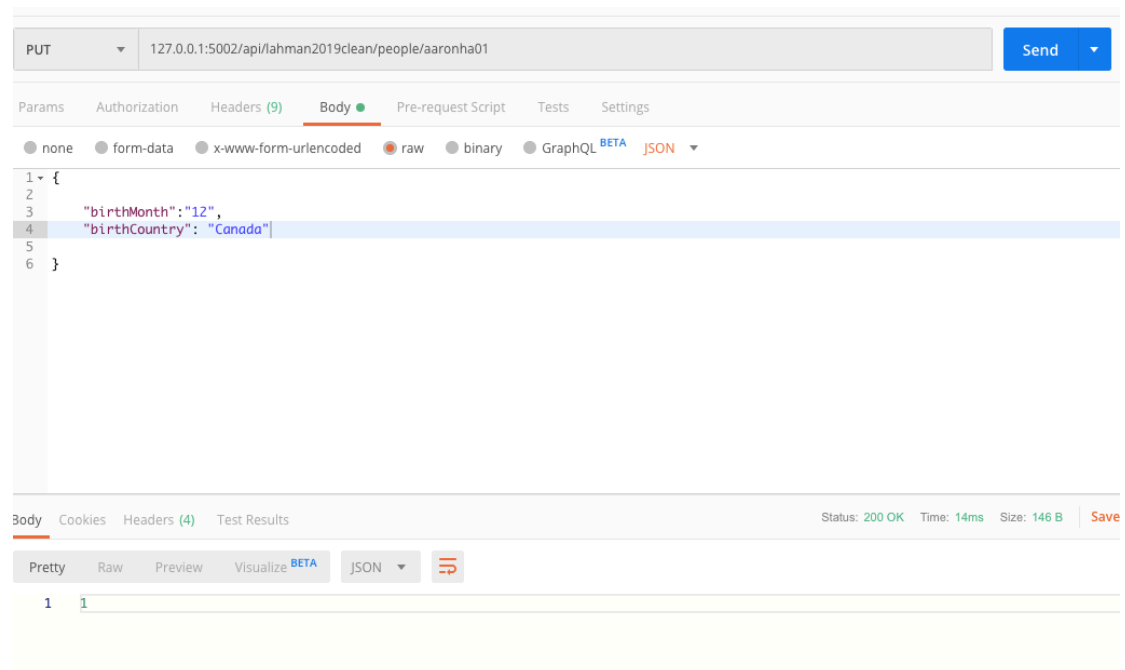 PUT 127.0.0.1:5002/api/lahman2019clean/people/aaronha01 Send
Params Authorization Headers (9) Body Pre-request Script Tests Settings
none form-data x-www-form-urlencoded raw binary GraphQL BETA JSON
1 {
2
3 "birthMonth":"12",
4 "birthCountry": "Canada"
5
6 }
Body Cookies Headers (4) Test Results Status: 200 OK Time: 14ms Size: 146 B Save
Pretty Raw Preview Visualize BETA JSON
1 1